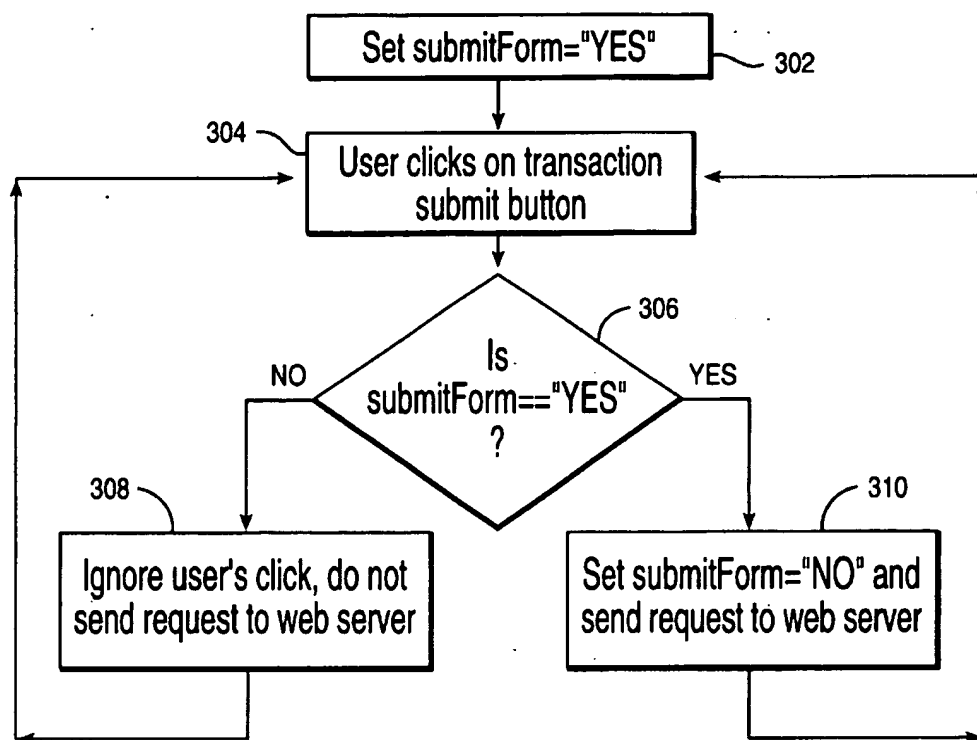 Set submitForm="YES"
302
304
User clicks on transaction
submit button
306
Is
submitForm=="YES"
?
NO
YES
308
310
Ignore user's click, do not
send request to web server
Set submitForm="NO" and
send request to web server